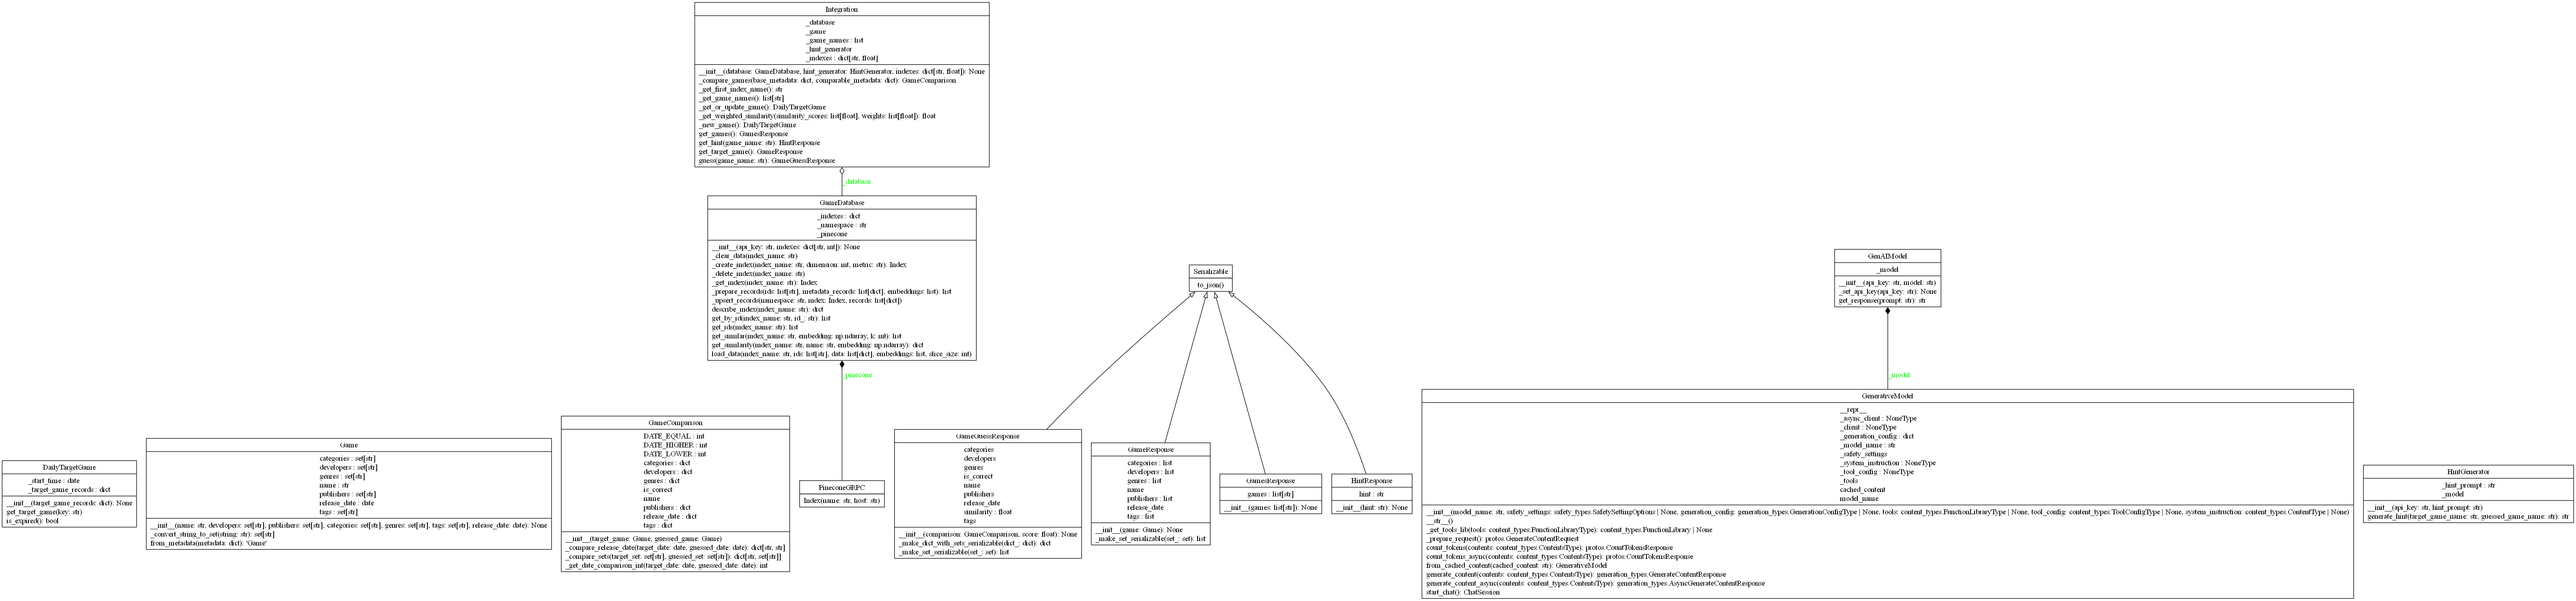 Integration
_database
_game
_game_names : list
_hint_generator
_indexes : dict[str, float]
__init__(database: GameDatabase, hint_generator: HintGenerator, indexes: dict[str, float]): None
_compare_games(base_metadata: dict, comparable_metadata: dict): GameComparison
_get_first_index_name(): str
_get_game_names(): list[str]
_get_or_update_game(): DailyTargetGame
_get_weighted_similarity(similarity_scores: list[float], weights: list[float]): float
_new_game(): DailyTargetGame
get_games(): GamesResponse
get_hint(game_name: str): HintResponse
get_target_game(): GameResponse
guess(game_name: str): GameGuessResponse
_database
GameDatabase
_indexes : dict
_namespace : str
_pinecone
__init__(api_key: str, indexes: dict[str, int]): None
_clear_data(index_name: str)
_create_index(index_name: str, dimension: int, metric: str): Index
_delete_index(index_name: str)
_get_index(index_name: str): Index
_prepare_records(ids: list[str], metadata_records: list[dict], embeddings: list): list
_upsert_records(namespace: str, index: Index, records: list[dict])
describe_index(index_name: str): dict
get_by_id(index_name: str, id_: str): list
get_ids(index_name: str): list
get_similar(index_name: str, embedding: np.ndarray, k: int): list
get_similarity(index_name: str, name: str, embedding: np.ndarray): dict
load_data(index_name: str, ids: list[str], data: list[dict], embeddings: list, slice_size: int)
_pinecone
Serializable
to_json()
GenAIModel
_model
__init__(api_key: str, model: str)
_set_api_key(api_key: str): None
get_response(prompt: str): str
_model
DailyTargetGame
_start_time : date
_target_game_records : dict
__init__(target_game_records: dict): None
get_target_game(key: str)
is_expired(): bool
Game
categories : set[str]
developers : set[str]
genres : set[str]
name : str
publishers : set[str]
release_date : date
tags : set[str]
__init__(name: str, developers: set[str], publishers: set[str], categories: set[str], genres: set[str], tags: set[str], release_date: date): None
_convert_string_to_set(string: str): set[str]
from_metadata(metadata: dict): 'Game'
GameComparison
DATE_EQUAL : int
DATE_HIGHER : int
DATE_LOWER : int
categories : dict
developers : dict
genres : dict
is_correct
name
publishers : dict
release_date : dict
tags : dict
__init__(target_game: Game, guessed_game: Game)
_compare_release_date(target_date: date, guessed_date: date): dict[str, str]
_compare_sets(target_set: set[str], guessed_set: set[str]): dict[str, set[str]]
_get_date_comparison_int(target_date: date, guessed_date: date): int
PineconeGRPC
Index(name: str, host: str)
GameGuessResponse
categories
developers
genres
is_correct
name
publishers
release_date
similarity : float
tags
__init__(comparison: GameComparison, score: float): None
_make_dict_with_sets_serializable(dict_: dict): dict
_make_set_serializable(set_: set): list
GameResponse
categories : list
developers : list
genres : list
name
publishers : list
release_date
tags : list
__init__(game: Game): None
_make_set_serializable(set_: set): list
GamesResponse
games : list[str]
__init__(games: list[str]): None
HintResponse
hint : str
__init__(hint: str): None
GenerativeModel
__repr__
_async_client : NoneType
_client : NoneType
_generation_config : dict
_model_name : str
_safety_settings
_system_instruction : NoneType
_tool_config : NoneType
_tools
cached_content
model_name
__init__(model_name: str, safety_settings: safety_types.SafetySettingOptions | None, generation_config: generation_types.GenerationConfigType | None, tools: content_types.FunctionLibraryType | None, tool_config: content_types.ToolConfigType | None, system_instruction: content_types.ContentType | None)
__str__()
_get_tools_lib(tools: content_types.FunctionLibraryType): content_types.FunctionLibrary | None
_prepare_request(): protos.GenerateContentRequest
count_tokens(contents: content_types.ContentsType): protos.CountTokensResponse
count_tokens_async(contents: content_types.ContentsType): protos.CountTokensResponse
from_cached_content(cached_content: str): GenerativeModel
generate_content(contents: content_types.ContentsType): generation_types.GenerateContentResponse
generate_content_async(contents: content_types.ContentsType): generation_types.AsyncGenerateContentResponse
start_chat(): ChatSession
HintGenerator
_hint_prompt : str
_model
__init__(api_key: str, hint_prompt: str)
generate_hint(target_game_name: str, guessed_game_name: str): str